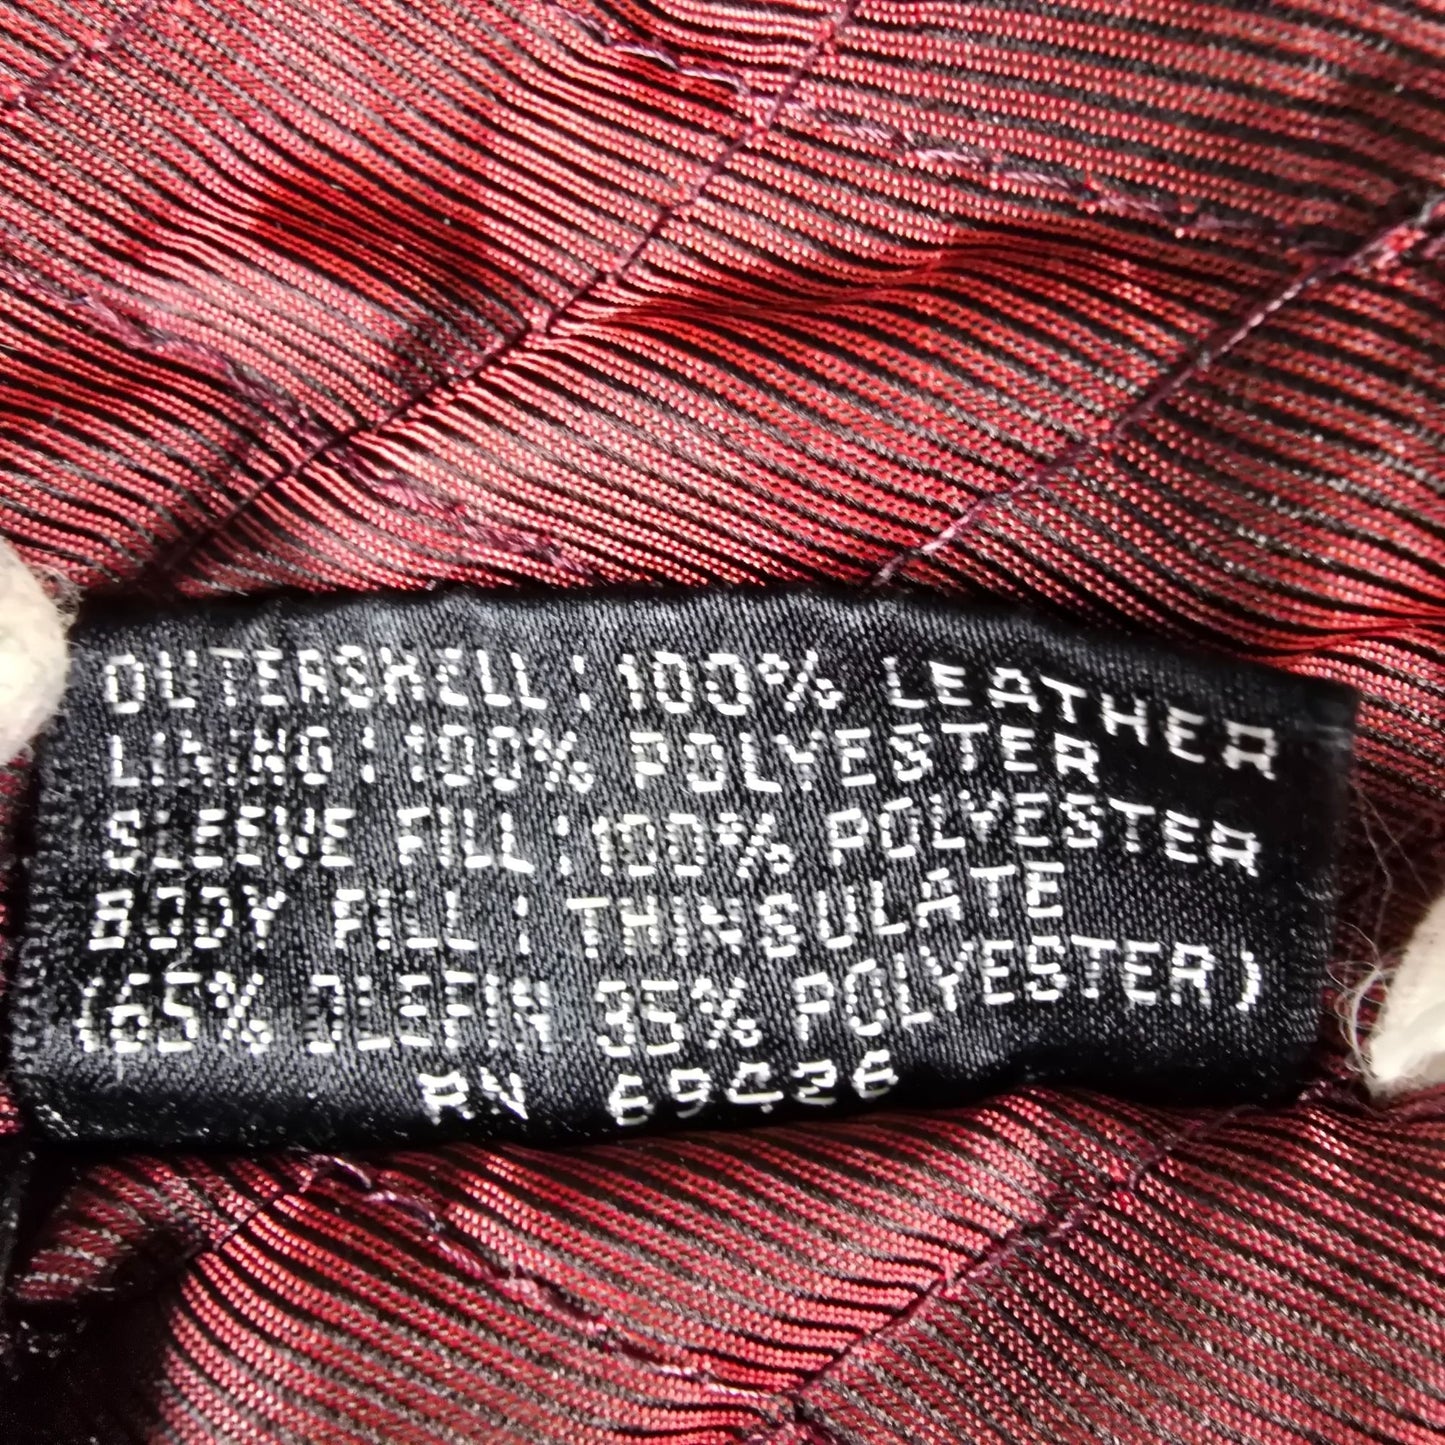 OUTERSHELL: 100% LEATHER
LINING: 100% POLYESTER
SLEEVE FILL: 100% POLYESTER
BODY FILL: THINSULATE
(65% OLEFIN 35% POLYESTER)
RN 69426